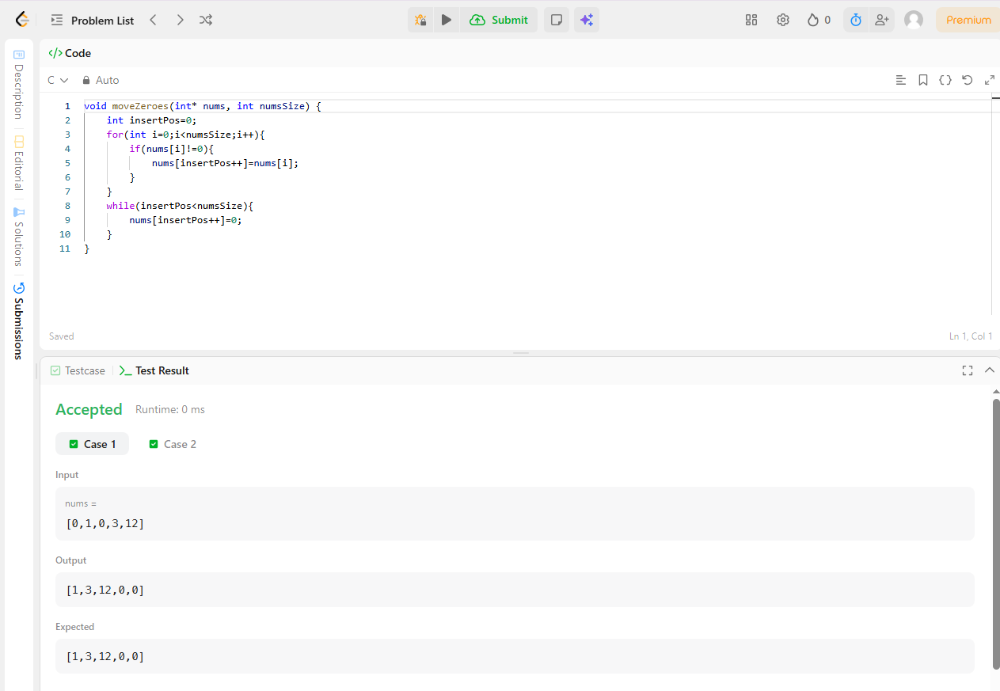 Problem List
Submit
0
Premium
Description
Editorial
Solutions
Submissions
</> Code
C
Auto
1 void moveZeroes(int* nums, int numsSize) {
2 int insertPos=0;
3 for(int i=0;i<numsSize;i++){
4 if(nums[i]!=0){
5 nums[insertPos++]=nums[i];
6 }
7 }
8 while(insertPos<numsSize){
9 nums[insertPos++]=0;
10 }
11 }
Saved
Ln 1, Col 1
Testcase
Test Result
Accepted
Runtime: 0 ms
Case 1
Case 2
Input
nums =
[0,1,0,3,12]
Output
[1,3,12,0,0]
Expected
[1,3,12,0,0]